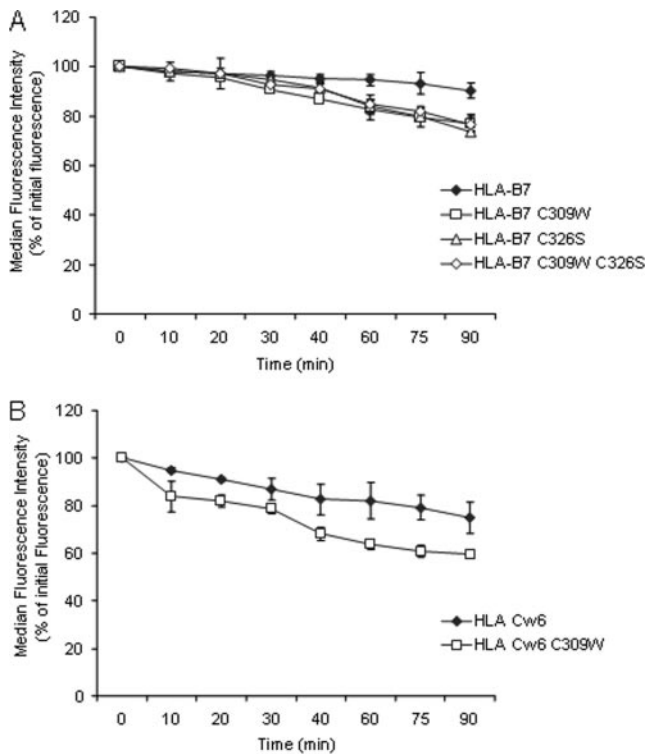 A
Median Fluorescence Intensity
(% of initial fluorescence)
120
100
80
60
40
20
0
0 10 20 30 40 60 75 90
Time (min)
HLA-B7
HLA-B7 C309W
HLA-B7 C326S
HLA-B7 C309W C326S
B
Median Fluorescence Intensity
(% of initial Fluorescence)
120
100
80
60
40
20
0
0 10 20 30 40 60 75 90
Time (min)
HLA Cw6
HLA Cw6 C309W